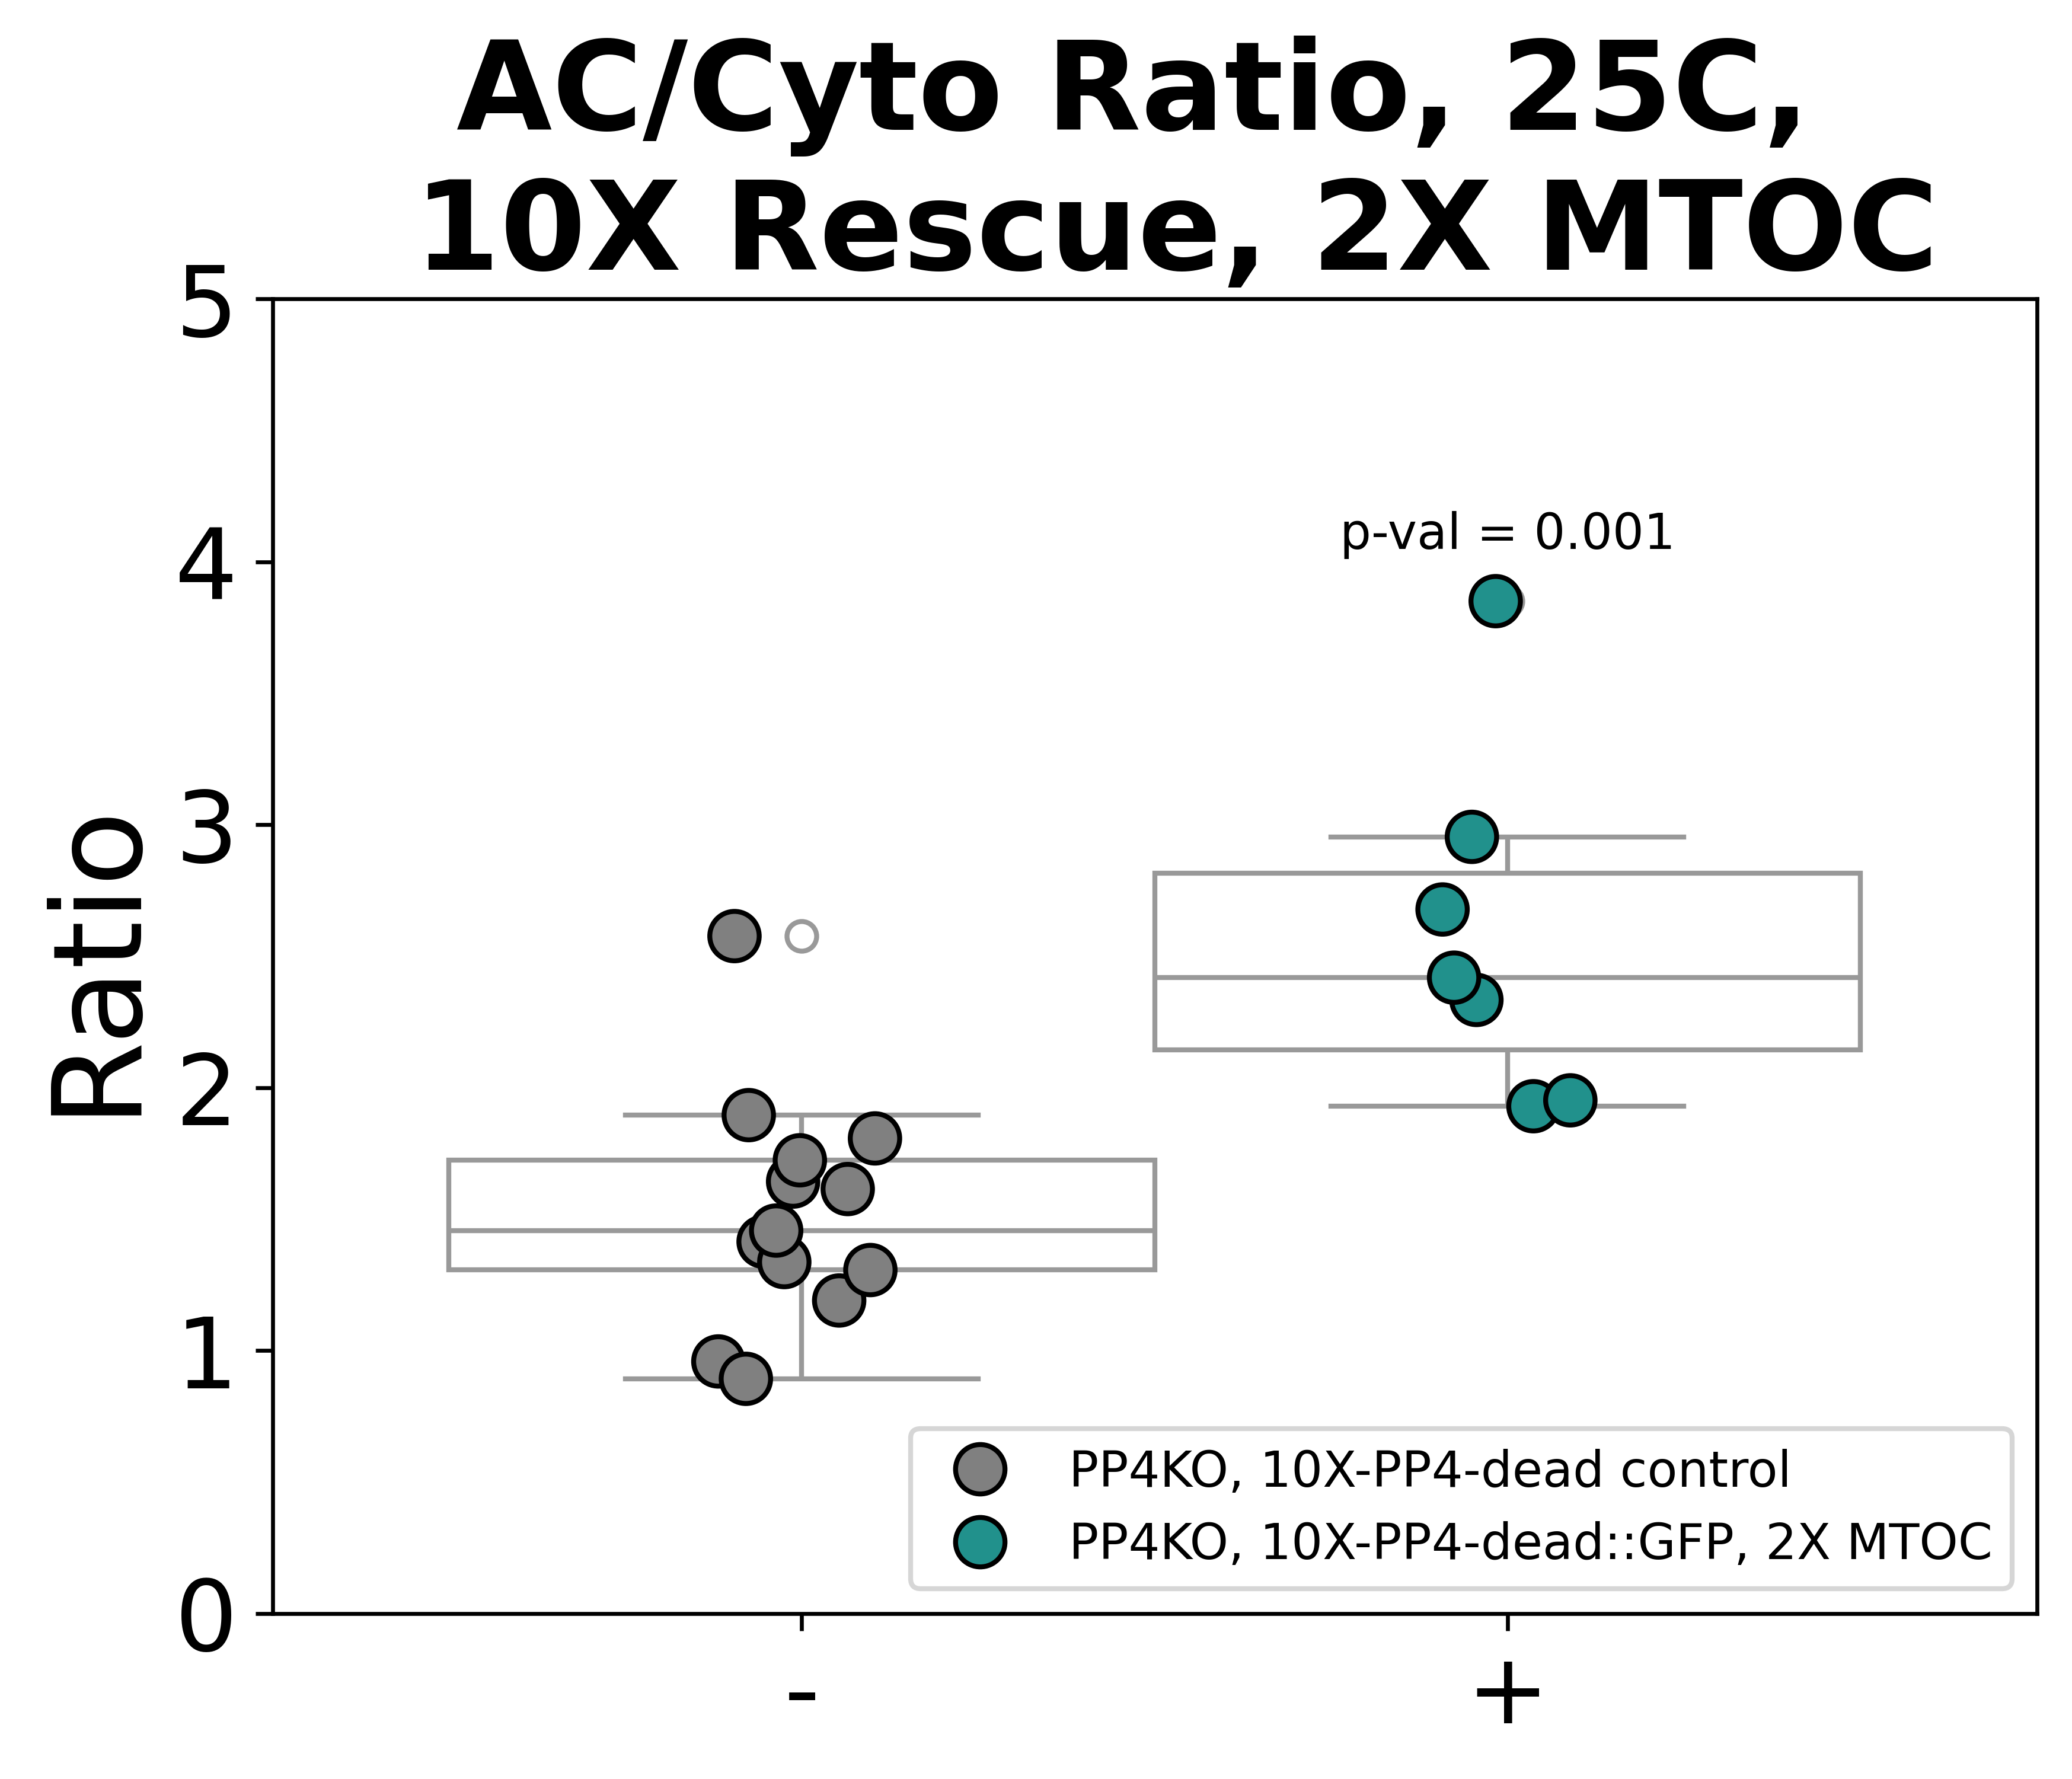 AC/Cyto Ratio, 25C,
10X Rescue, 2X MTOC
5
4
3
2
1
0
Ratio
p-val = 0.001
PP4KO, 10X-PP4-dead control
PP4KO, 10X-PP4-dead::GFP, 2X MTOC
-
+